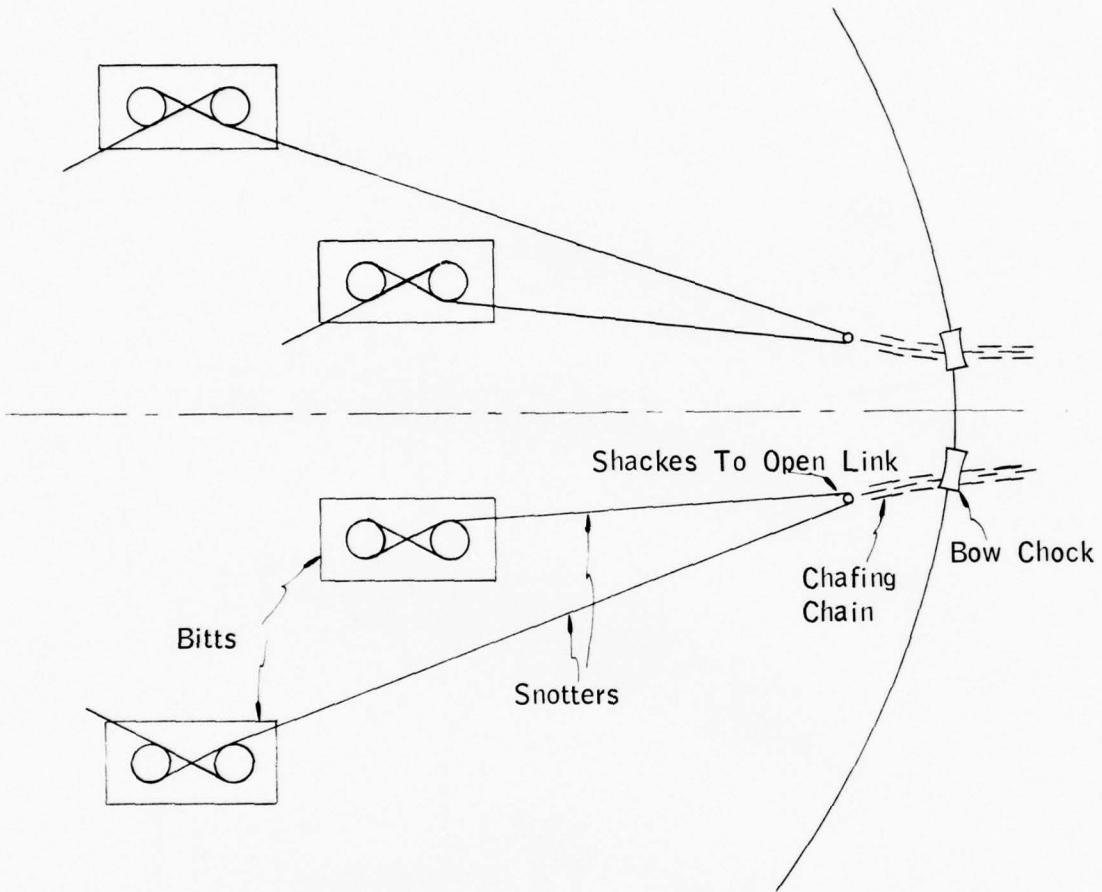 Shackes To Open Link
Bow Chock
Chafing
Chain
Bitts
Snotters